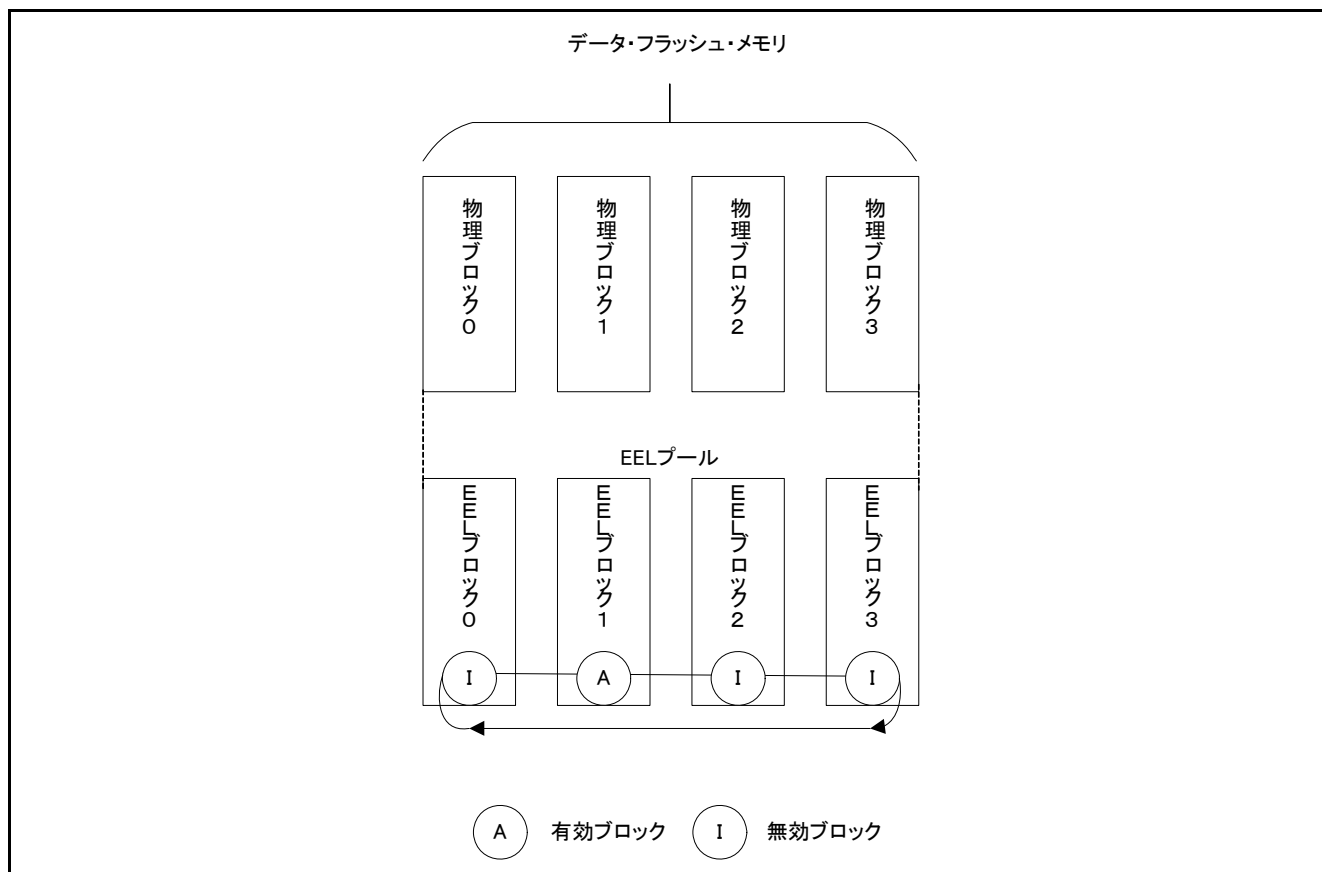 データ・フラッシュ・メモリ
物理ブロック0
物理ブロック1
物理ブロック2
物理ブロック3
EELプール
EELブロック0
EELブロック1
EELブロック2
EELブロック3
I
A
I
I
A 有効ブロック
I 無効ブロック